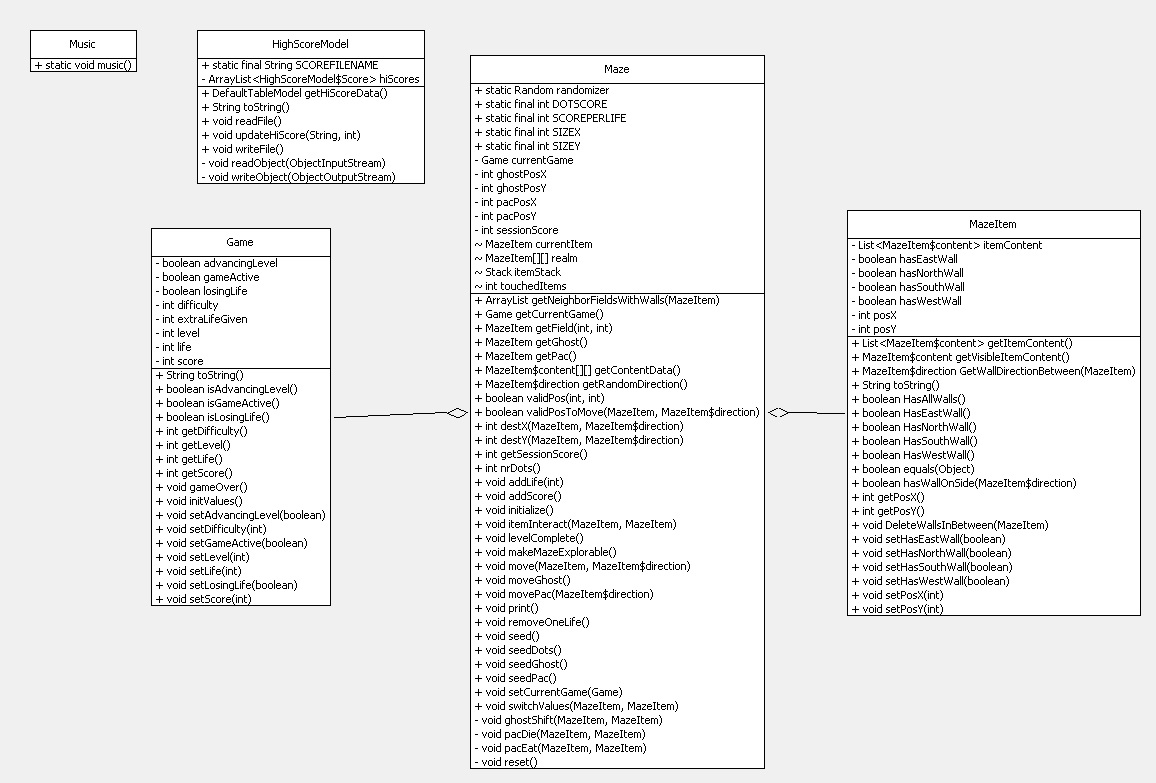 Music
+ static void music()
HighScoreModel
+ static final String SCOREFILENAME
- ArrayList<HighScoreModel$Score> hiScores
+ DefaultTableModel getHiScoreData()
+ String toString()
+ void readFile()
+ void updateHiScore(String, int)
+ void writeFile()
- void readObject(ObjectInputStream)
- void writeObject(ObjectOutputStream)
Game
- boolean advancingLevel
- boolean gameActive
- boolean losingLife
- int difficulty
- int extraLifeGiven
- int level
- int life
- int score
+ String toString()
+ boolean isAdvancingLevel()
+ boolean isGameActive()
+ boolean isLosingLife()
+ int getDifficulty()
+ int getLevel()
+ int getLife()
+ int getScore()
+ void gameOver()
+ void initValues()
+ void setAdvancingLevel(boolean)
+ void setDifficulty(int)
+ void setGameActive(boolean)
+ void setLevel(int)
+ void setLife(int)
+ void setLosingLife(boolean)
+ void setScore(int)
Maze
+ static Random randomizer
+ static final int DOTSCORE
+ static final int SCOREPERLIFE
+ static final int SIZEX
+ static final int SIZEY
- Game currentGame
- int ghostPosX
- int ghostPosY
- int pacPosX
- int pacPosY
- int sessionScore
~ MazeItem currentItem
~ MazeItem[][] realm
~ Stack itemStack
~ int touchedItems
+ ArrayList getNeighborFieldsWithWalls(MazeItem)
+ Game getCurrentGame()
+ MazeItem getField(int, int)
+ MazeItem getGhost()
+ MazeItem getPac()
+ MazeItem$content[][] getContentData()
+ MazeItem$direction getRandomDirection()
+ boolean validPos(int, int)
+ boolean validPosToMove(MazeItem, MazeItem$direction)
+ int destX(MazeItem, MazeItem$direction)
+ int destY(MazeItem, MazeItem$direction)
+ int getSessionScore()
+ int nrDots()
+ void addLife(int)
+ void addScore()
+ void initialize()
+ void itemInteract(MazeItem, MazeItem)
+ void levelComplete()
+ void makeMazeExplorable()
+ void move(MazeItem, MazeItem$direction)
+ void moveGhost()
+ void movePac(MazeItem$direction)
+ void print()
+ void removeOneLife()
+ void seed()
+ void seedDots()
+ void seedGhost()
+ void seedPac()
+ void setCurrentGame(Game)
+ void switchValues(MazeItem, MazeItem)
- void ghostShift(MazeItem, MazeItem)
- void pacDie(MazeItem, MazeItem)
- void pacEat(MazeItem, MazeItem)
- void reset()
MazeItem
- List<MazeItem$content> itemContent
- boolean hasEastWall
- boolean hasNorthWall
- boolean hasSouthWall
- boolean hasWestWall
- int posX
- int posY
+ List<MazeItem$content> getItemContent()
+ MazeItem$content getVisibleItemContent()
+ MazeItem$direction GetWallDirectionBetween(MazeItem)
+ String toString()
+ boolean HasAllWalls()
+ boolean HasEastWall()
+ boolean HasNorthWall()
+ boolean HasSouthWall()
+ boolean HasWestWall()
+ boolean equals(Object)
+ boolean hasWallOnSide(MazeItem$direction)
+ int getPosX()
+ int getPosY()
+ void DeleteWallsInBetween(MazeItem)
+ void setHasEastWall(boolean)
+ void setHasNorthWall(boolean)
+ void setHasSouthWall(boolean)
+ void setHasWestWall(boolean)
+ void setPosX(int)
+ void setPosY(int)